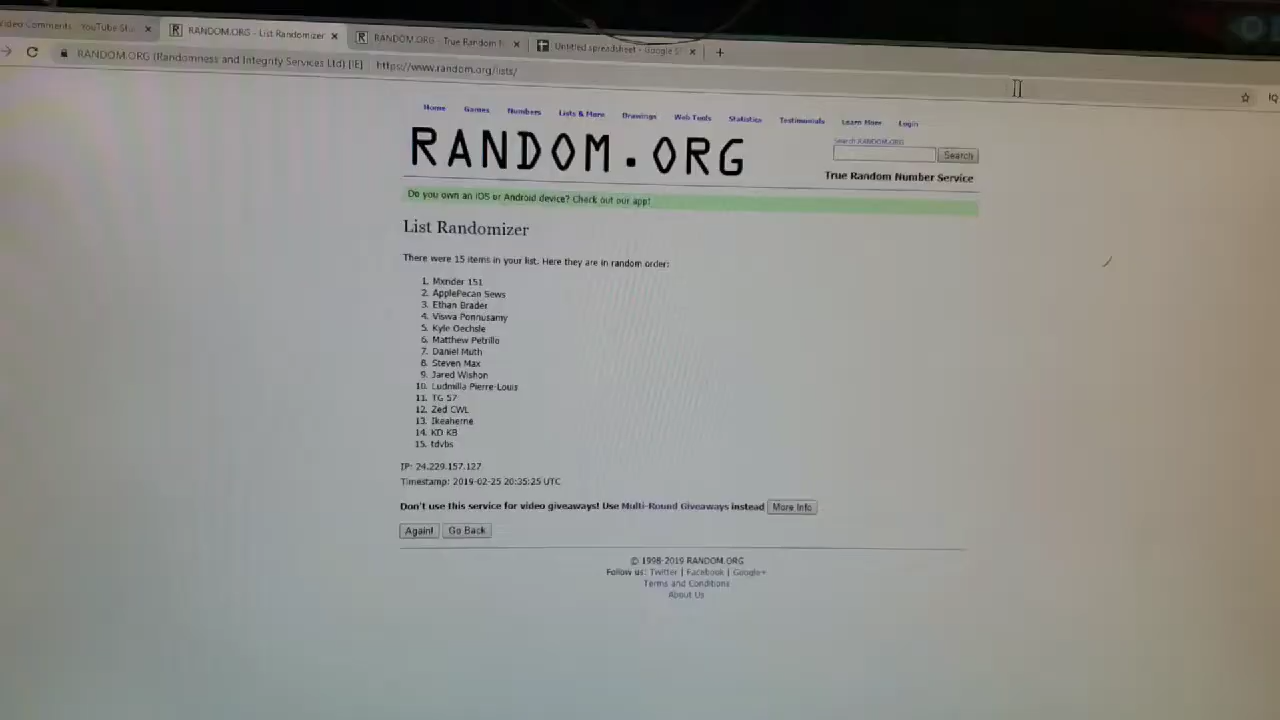 Video Comments - YouTube Stu
RANDOM.ORG - List Randomizer
RANDOM.ORG - True Random
Untitled spreadsheet - Google S
RANDOM.ORG (Randomness and Integrity Services Ltd) [IE] | https://www.random.org/lists/
IQ
Home Games Numbers Lists & More Drawings Web Tools Statistics Testimonials Learn More Login
RANDOM.ORG
Search RANDOM.ORG
Search
True Random Number Service
Do you own an iOS or Android device? Check out our app!
List Randomizer
There were 15 items in your list. Here they are in random order:
1. Mxnder 151
2. ApplePecan Sews
3. Ethan Brader
4. Viswa Ponnusamy
5. Kyle Oechsle
6. Matthew Petrillo
7. Daniel Muth
8. Steven Max
9. Jared Wishon
10. Ludmilla Pierre-Louis
11. TG 57
12. Zed CWL
13. Ikeaherne
14. KD KB
15. tdvbs
IP: 24.229.157.127
Timestamp: 2019-02-25 20:35:25 UTC
Don't use this service for video giveaways! Use Multi-Round Giveaways instead More Info
Again! Go Back
© 1998-2019 RANDOM.ORG
Follow us: Twitter | Facebook | Google+
Terms and Conditions
About Us